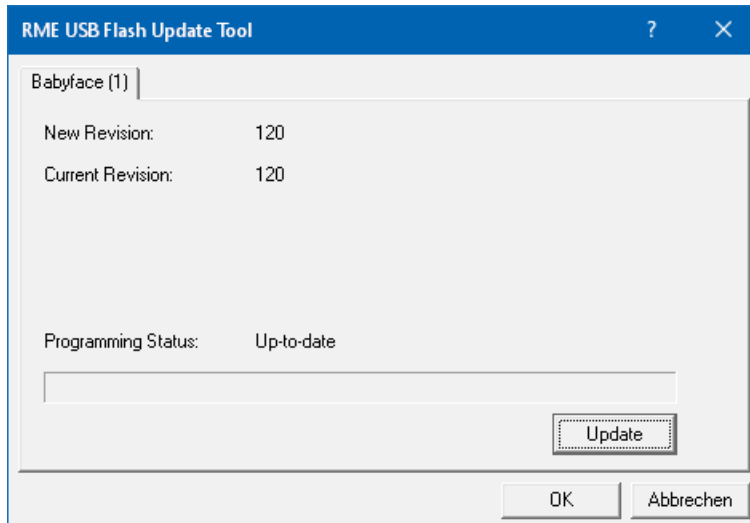 RME USB Flash Update Tool ?
Babyface (1)
New Revision: 120
Current Revision: 120
Programming Status: Up-to-date
Update
OK Abbrechen